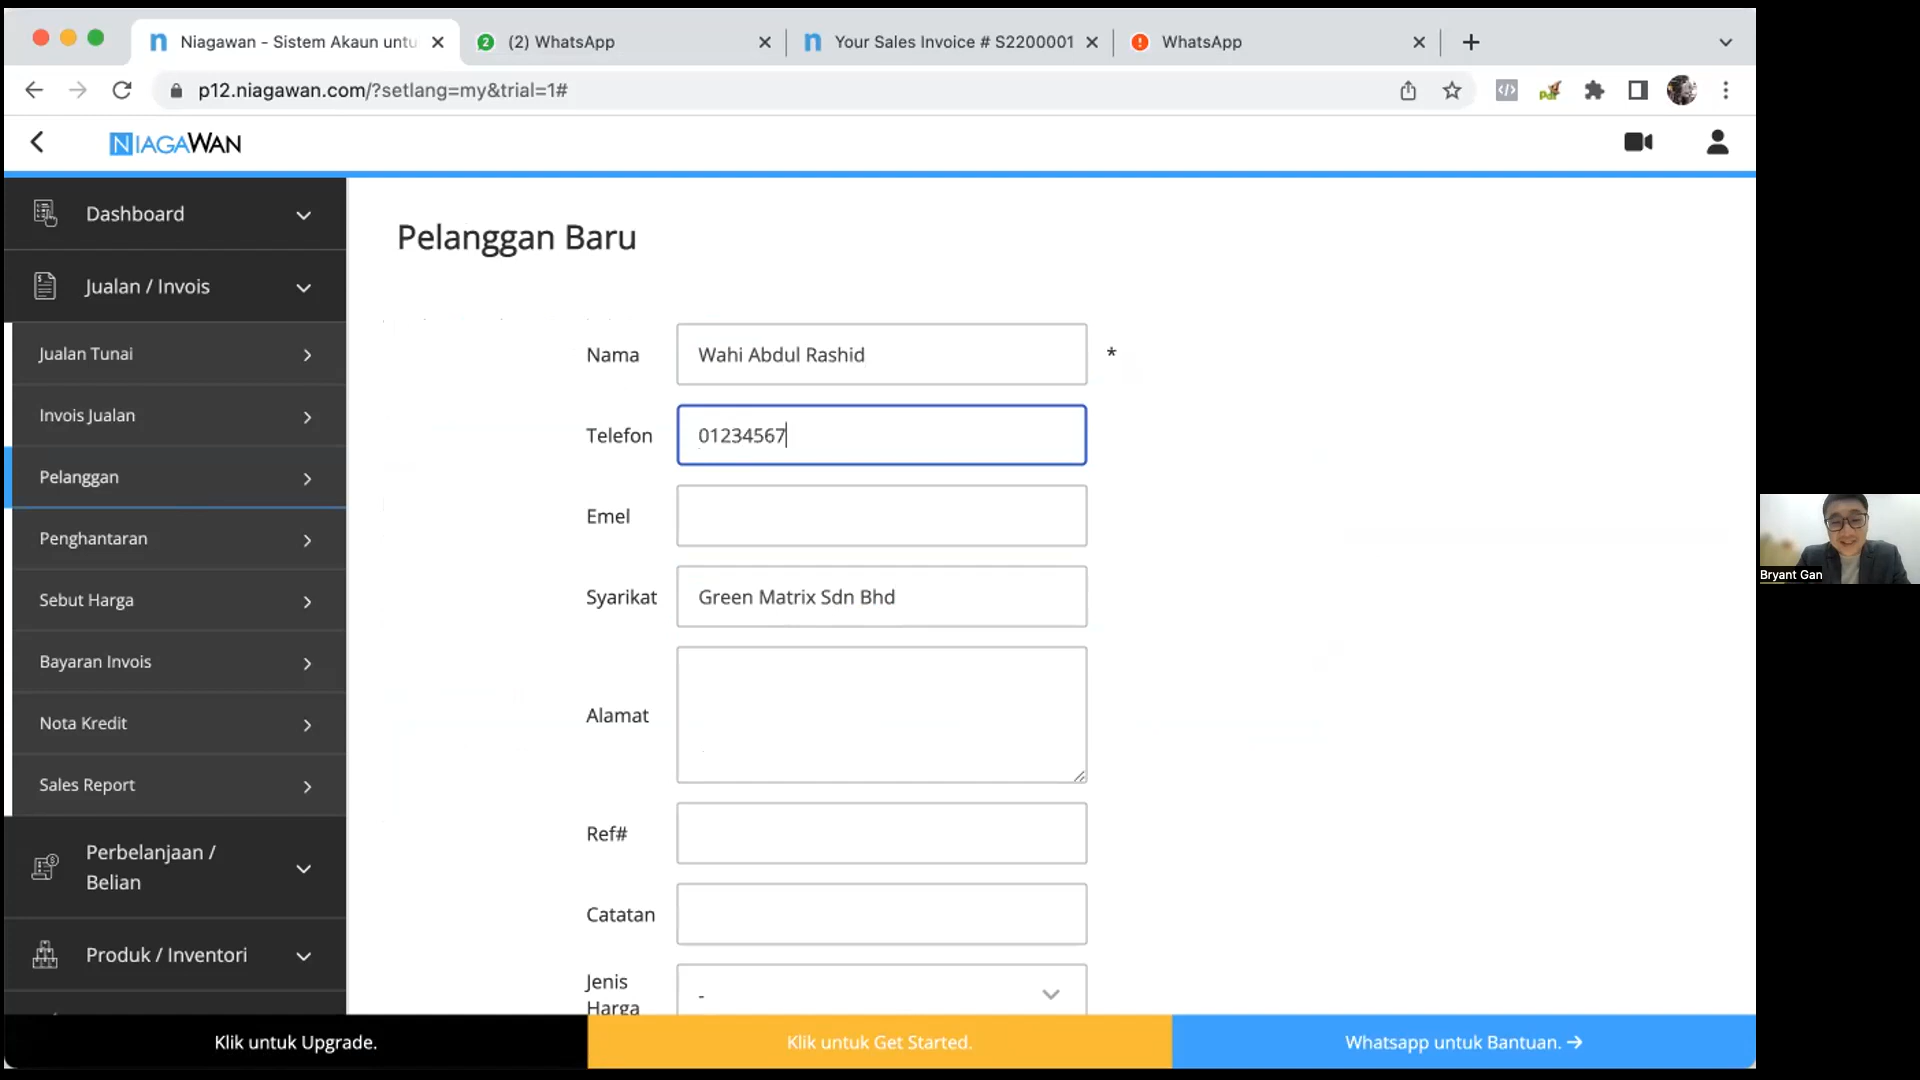 Niagawan - Sistem Akaun untu
(2) WhatsApp
Your Sales Invoice # S2200001
WhatsApp
p12.niagawan.com/?setlang=my&trial=1#
NIAGAWAN
Dashboard
Jualan / Invois
Jualan Tunai
Invois Jualan
Pelanggan
Penghantaran
Sebut Harga
Bayaran Invois
Nota Kredit
Sales Report
Perbelanjaan /
Belian
Produk / Inventori
Pelanggan Baru
Nama
Wahi Abdul Rashid
*
Telefon
01234567
Emel
Syarikat
Green Matrix Sdn Bhd
Alamat
Ref#
Catatan
Jenis
Harga
-
Klik untuk Upgrade.
Klik untuk Get Started.
Whatsapp untuk Bantuan. →
Bryant Gan